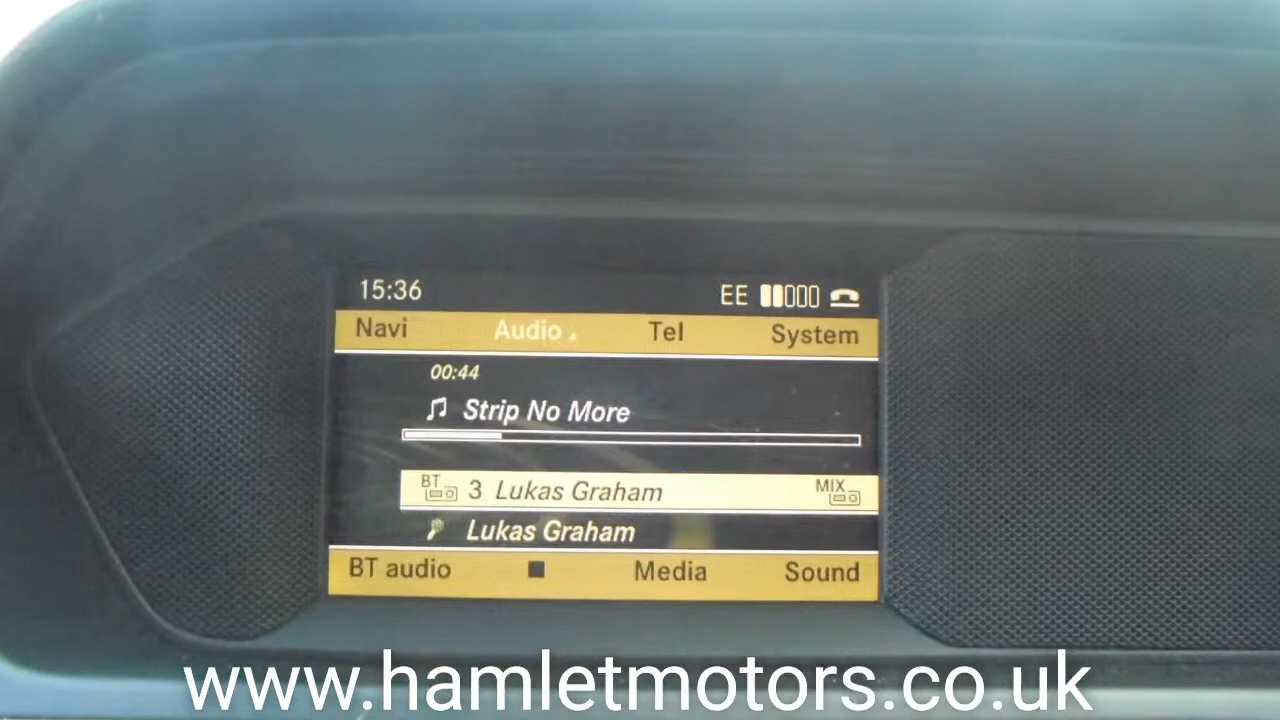 15:36 EE
Navi Audio Tel System
00:44
Strip No More
BT 3 Lukas Graham MIX
Lukas Graham
BT audio Media Sound
www.hamletmotors.co.uk